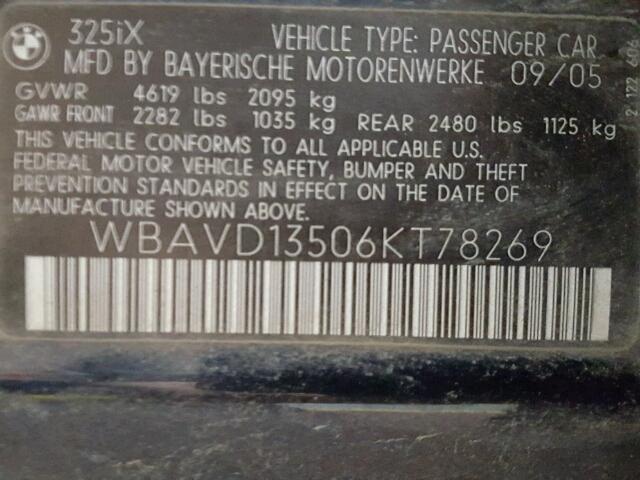 325iX VEHICLE TYPE: PASSENGER CAR
MFD BY BAYERISCHE MOTORENWERKE 09/05
GVWR 4619 lbs 2095 kg
GAWR FRONT 2282 lbs 1035 kg REAR 2480 lbs 1125 kg
THIS VEHICLE CONFORMS TO ALL APPLICABLE U.S.
FEDERAL MOTOR VEHICLE SAFETY, BUMPER AND THEFT
PREVENTION STANDARDS IN EFFECT ON THE DATE OF
MANUFACTURE SHOWN ABOVE.
WBAVD13506KT78269